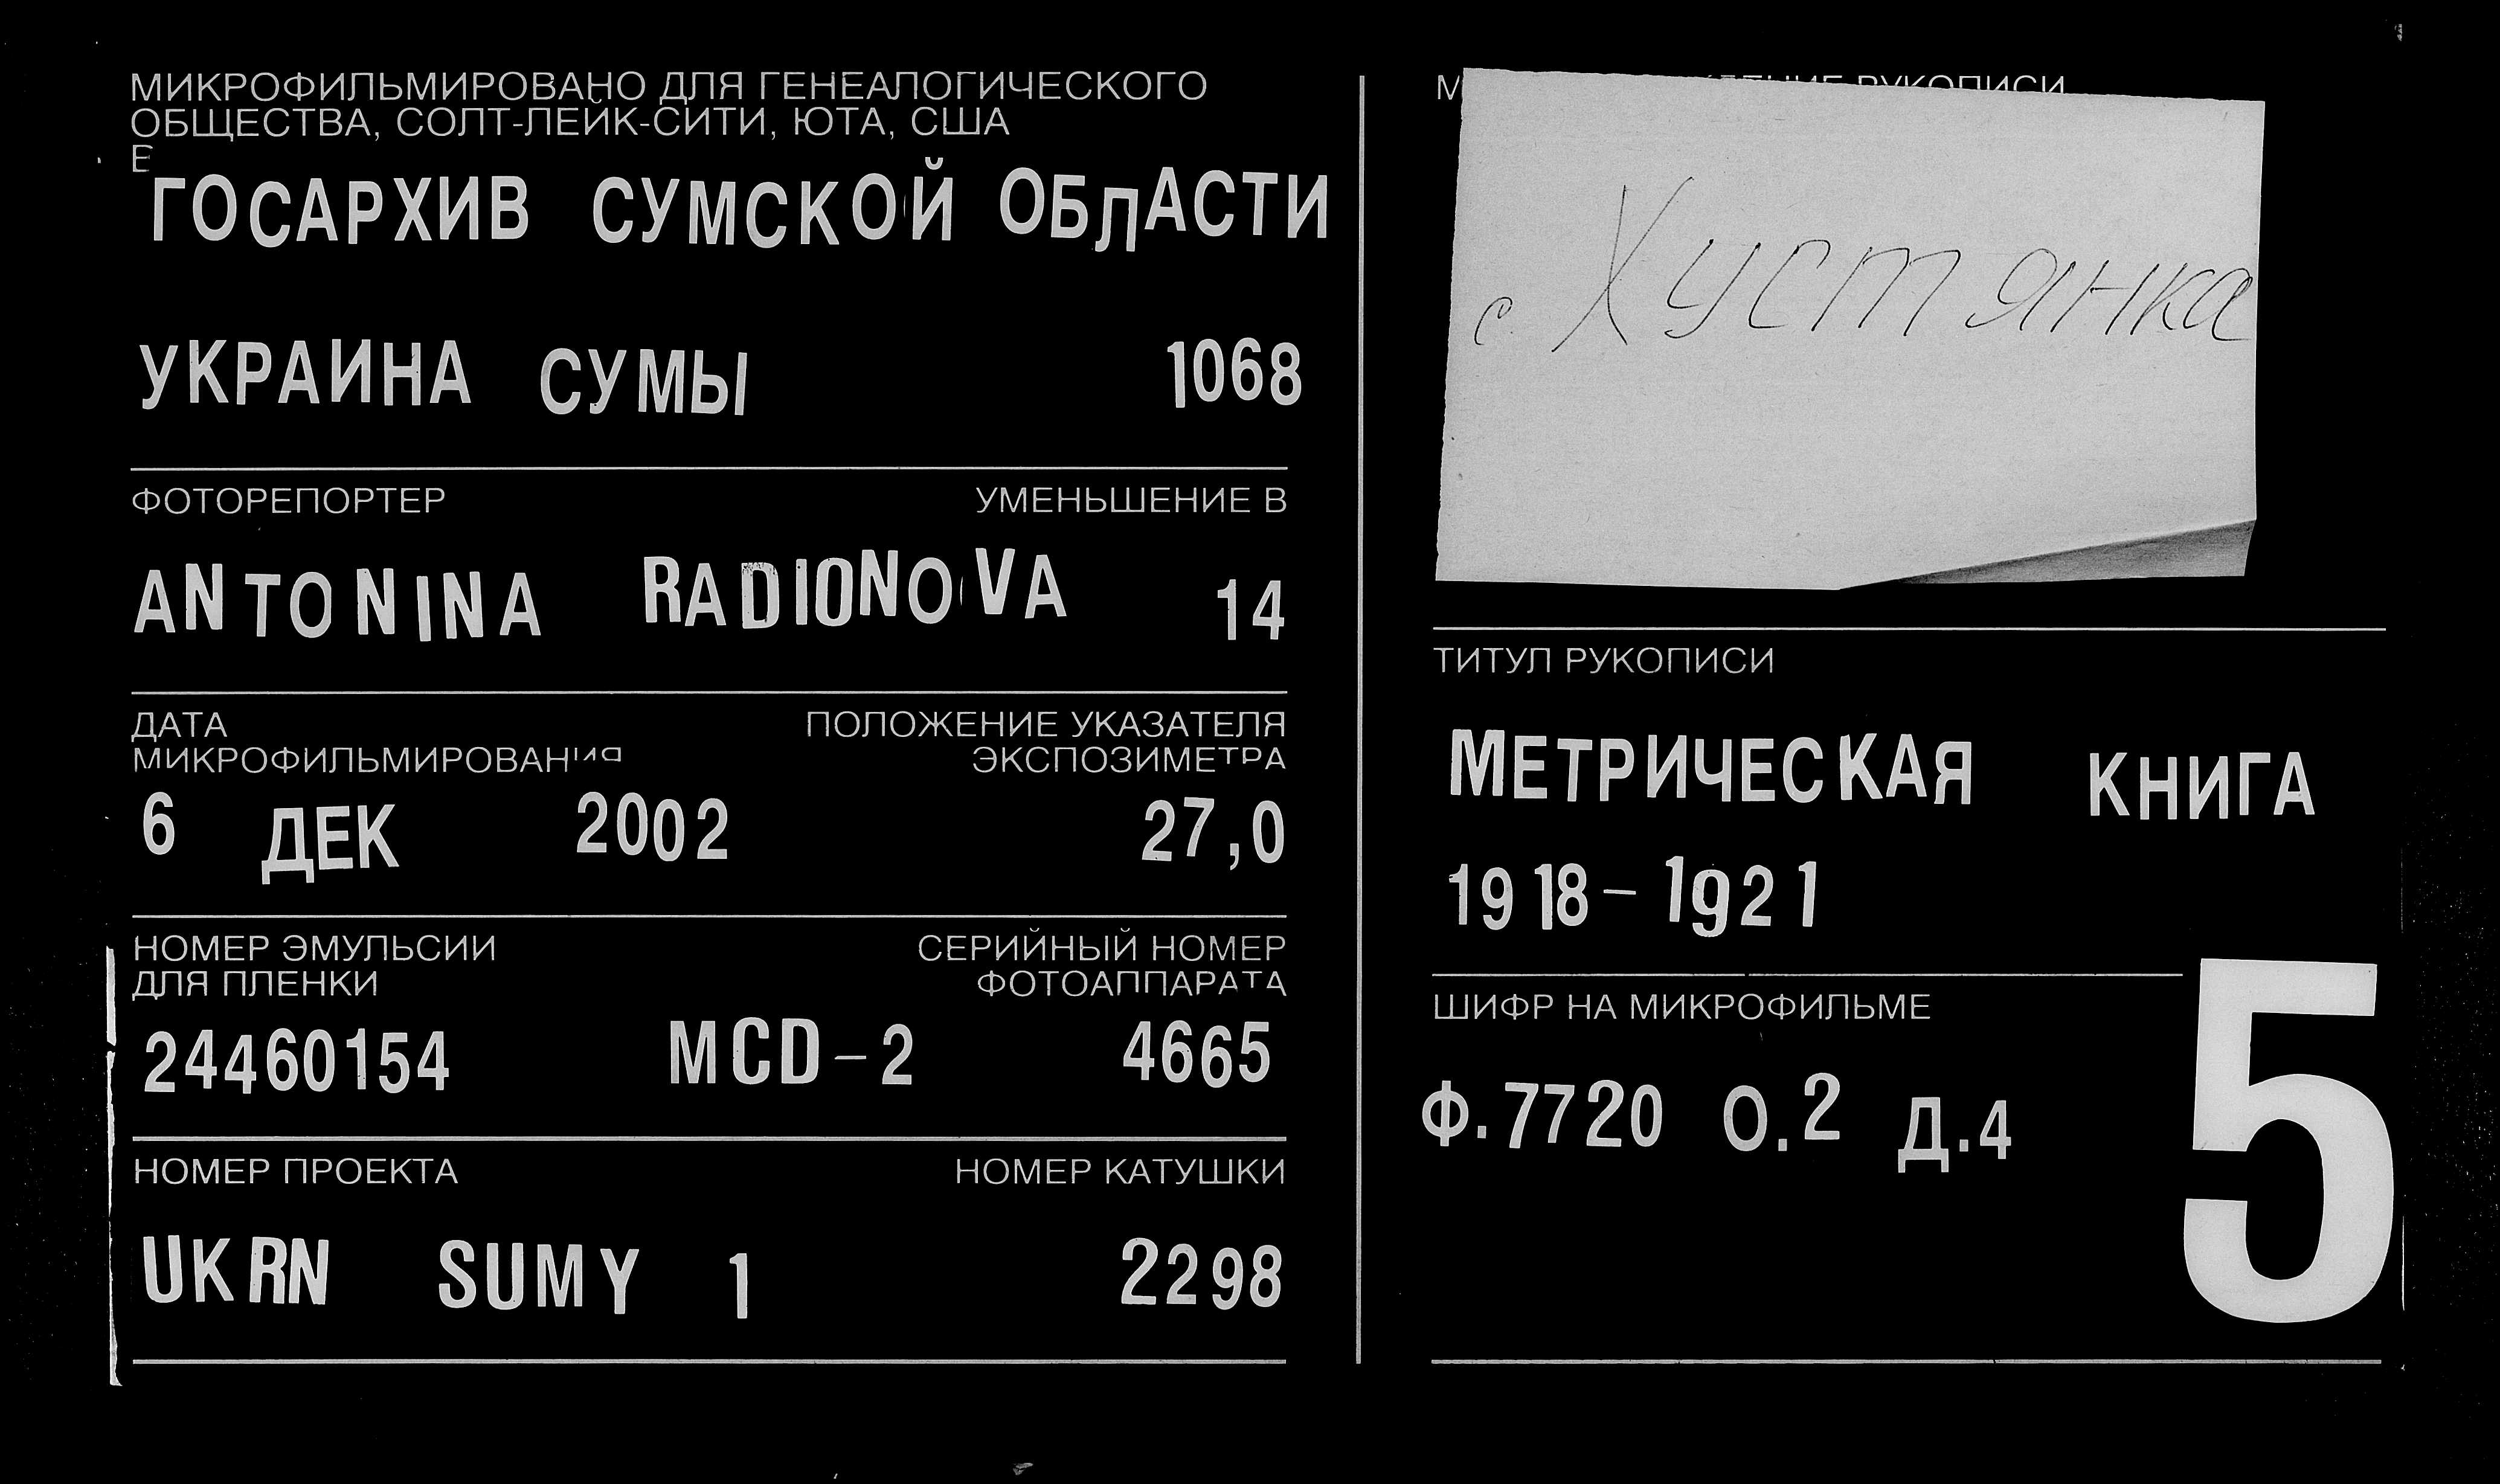 МИКРОФИЛЬМИРОВАНО ДЛЯ ГЕНЕАЛОГИЧЕСКОГО
ОБЩЕСТВА, СОЛТ-ЛЕЙК-СИТИ, ЮТА, США
ГОСАРХИВ СУМСКОЙ ОБЛАСТИ
УКРАИНА СУМЫ 1068
ФОТОРЕПОРТЕР УМЕНЬШЕНИЕ В
ANTONINA RADIONOVA 14
ДАТА ПОЛОЖЕНИЕ УКАЗАТЕЛЯ
МИКРОФИЛЬМИРОВАНИЯ ЭКСПОЗИМЕТРА
6 ДЕК 2002 27,0
НОМЕР ЭМУЛЬСИИ СЕРИЙНЫЙ НОМЕР
ДЛЯ ПЛЕНКИ ФОТОАППАРАТА
24460154 MCD-2 4665
НОМЕР ПРОЕКТА НОМЕР КАТУШКИ
UKRN SUMY 1 2298
РУКОПИСИ
с. Хустянка
ТИТУЛ РУКОПИСИ
МЕТРИЧЕСКАЯ КНИГА
1918-1921
ШИФР НА МИКРОФИЛЬМЕ
Ф.7720 О.2 Д.4
5